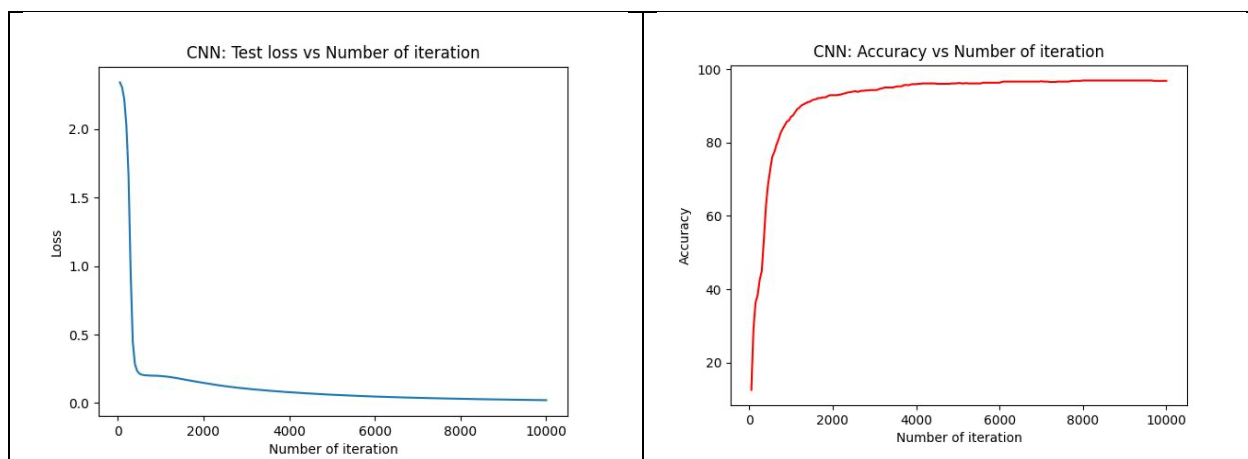 CNN: Test loss vs Number of iteration
2.0
1.5
1.0
0.5
0.0
Loss
0 2000 4000 6000 8000 10000
Number of iteration
CNN: Accuracy vs Number of iteration
100
80
60
40
20
Accuracy
0 2000 4000 6000 8000 10000
Number of iteration